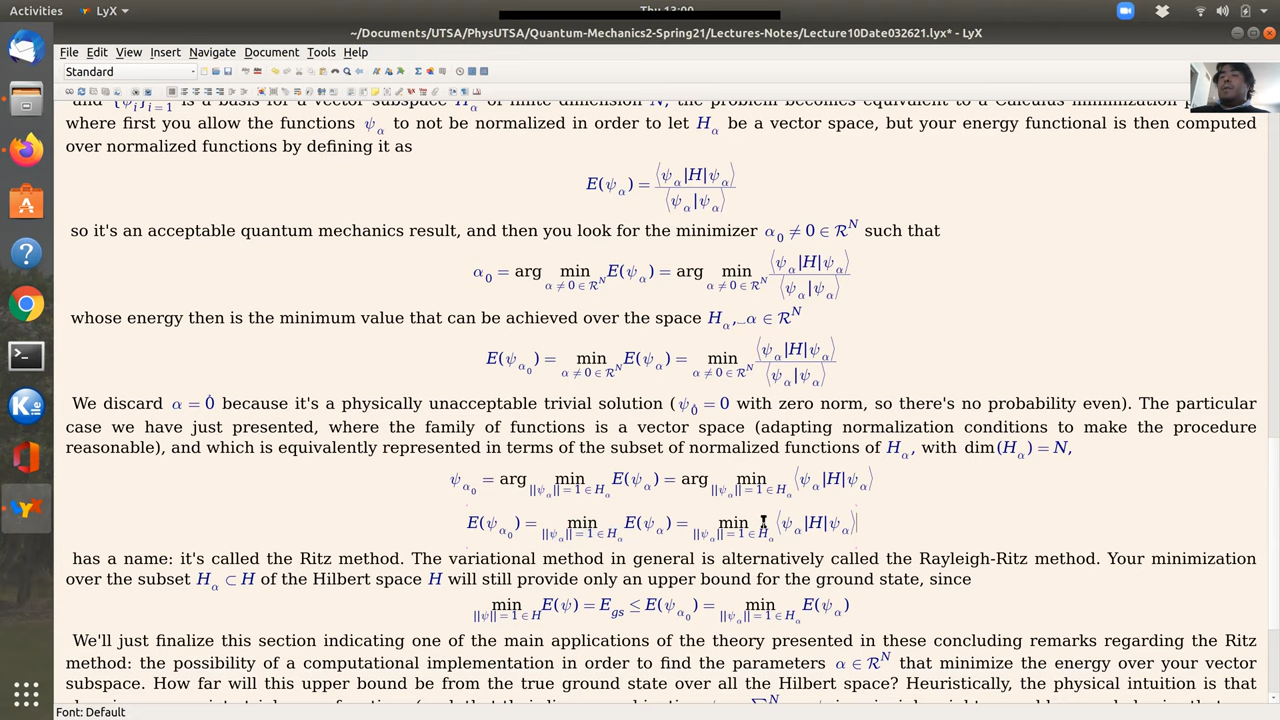 Activities LyX Thu 13:00
~/Documents/UTSA/PhysUTSA/Quantum-Mechanics2-Spring21/Lectures-Notes/Lecture10Date032621.lyx* - LyX
File Edit View Insert Navigate Document Tools Help
Standard
where first you allow the functions ψ_α to not be normalized in order to let H_α be a vector space, but your energy functional is then computed
over normalized functions by defining it as
E(ψ_α) = ⟨ψ_α|H|ψ_α⟩ / ⟨ψ_α|ψ_α⟩
so it's an acceptable quantum mechanics result, and then you look for the minimizer α_0 ≠ 0 ∈ ℛ^N such that
α_0 = arg min_{α ≠ 0 ∈ ℛ^N} E(ψ_α) = arg min_{α ≠ 0 ∈ ℛ^N} ⟨ψ_α|H|ψ_α⟩ / ⟨ψ_α|ψ_α⟩
whose energy then is the minimum value that can be achieved over the space H_α, α ∈ ℛ^N
E(ψ_{α_0}) = min_{α ≠ 0 ∈ ℛ^N} E(ψ_α) = min_{α ≠ 0 ∈ ℛ^N} ⟨ψ_α|H|ψ_α⟩ / ⟨ψ_α|ψ_α⟩
We discard α = 0̂ because it's a physically unacceptable trivial solution (ψ_0̂ = 0 with zero norm, so there's no probability even). The particular
case we have just presented, where the family of functions is a vector space (adapting normalization conditions to make the procedure
reasonable), and which is equivalently represented in terms of the subset of normalized functions of H_α, with dim(H_α) = N,
ψ_{α_0} = arg min_{||ψ_α|| = 1 ∈ H_α} E(ψ_α) = arg min_{||ψ_α|| = 1 ∈ H_α} ⟨ψ_α|H|ψ_α⟩
E(ψ_{α_0}) = min_{||ψ_α|| = 1 ∈ H_α} E(ψ_α) = min_{||ψ_α|| = 1 ∈ H_α} ⟨ψ_α|H|ψ_α⟩
has a name: it's called the Ritz method. The variational method in general is alternatively called the Rayleigh-Ritz method. Your minimization
over the subset H_α ⊂ H of the Hilbert space H will still provide only an upper bound for the ground state, since
min_{||ψ|| = 1 ∈ H} E(ψ) = E_gs ≤ E(ψ_{α_0}) = min_{||ψ_α|| = 1 ∈ H_α} E(ψ_α)
We'll just finalize this section indicating one of the main applications of the theory presented in these concluding remarks regarding the Ritz
method: the possibility of a computational implementation in order to find the parameters α ∈ ℛ^N that minimize the energy over your vector
subspace. How far will this upper bound be from the true ground state over all the Hilbert space? Heuristically, the physical intuition is that
Font: Default